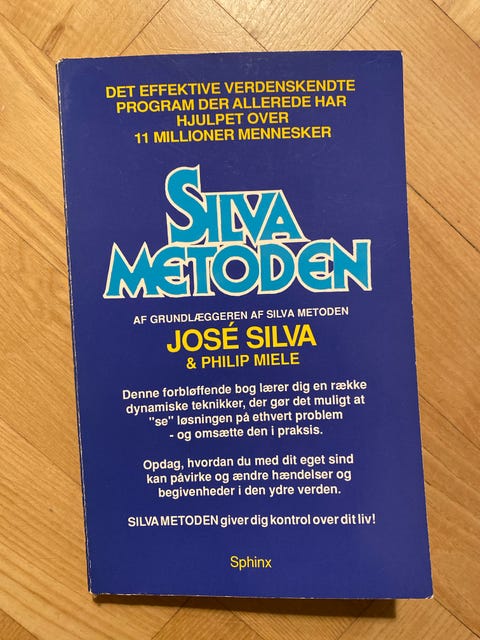 DET EFFEKTIVE VERDENSKENDTE
PROGRAM DER ALLEREDE HAR
HJULPET OVER
11 MILLIONER MENNESKER
SILVA
METODEN
AF GRUNDLÆGGEREN AF SILVA METODEN
JOSÉ SILVA
& PHILIP MIELE
Denne forbløffende bog lærer dig en række
dynamiske teknikker, der gør det muligt at
"se" løsningen på ethvert problem
- og omsætte den i praksis.
Opdag, hvordan du med dit eget sind
kan påvirke og ændre hændelser og
begivenheder i den ydre verden.
SILVA METODEN giver dig kontrol over dit liv!
Sphinx